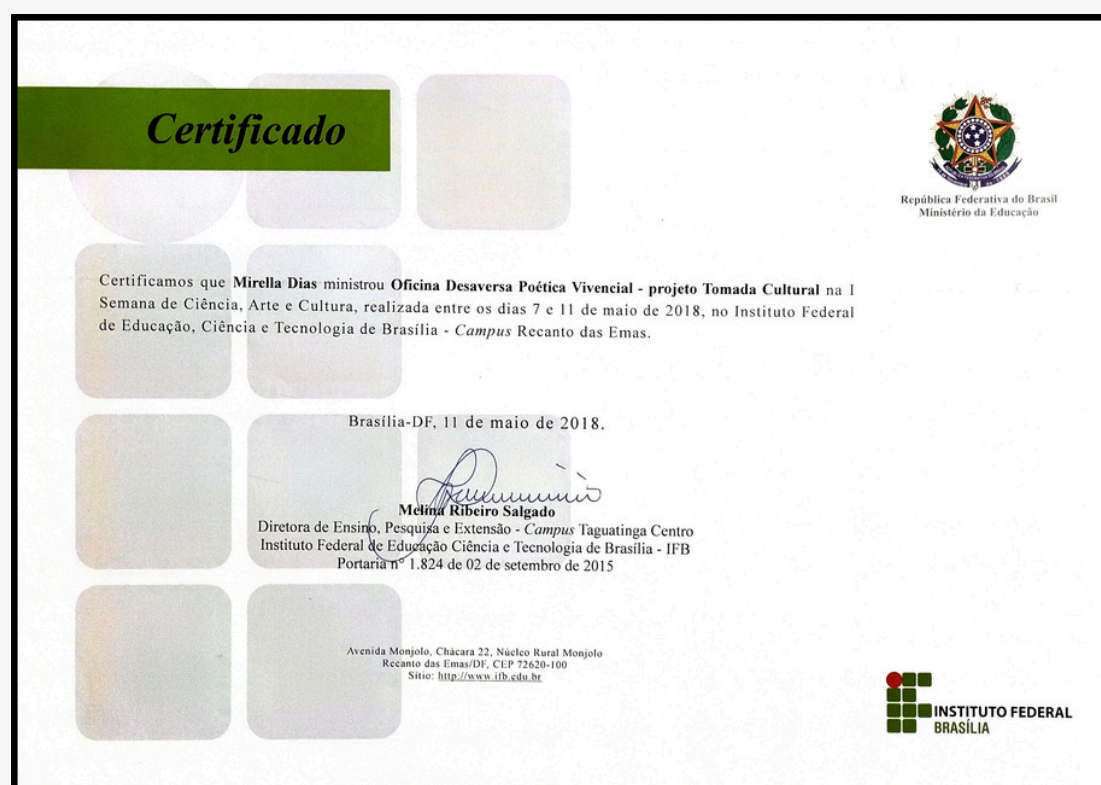 Certificado
República Federativa do Brasil
Ministério da Educação
Certificamos que Mirella Dias ministrou Oficina Desaversa Poética Vivencial - projeto Tomada Cultural na I
Semana de Ciência, Arte e Cultura, realizada entre os dias 7 e 11 de maio de 2018, no Instituto Federal
de Educação, Ciência e Tecnologia de Brasília - Campus Recanto das Emas.
Brasília-DF, 11 de maio de 2018.
Melina Ribeiro Salgado
Diretora de Ensino, Pesquisa e Extensão - Campus Taguatinga Centro
Instituto Federal de Educação Ciência e Tecnologia de Brasília - IFB
Portaria nº 1.824 de 02 de setembro de 2015
Avenida Monjolo, Chácara 22, Núcleo Rural Monjolo
Recanto das Emas/DF, CEP 72620-100
Sítio: http://www.ifb.edu.br
INSTITUTO FEDERAL
BRASÍLIA